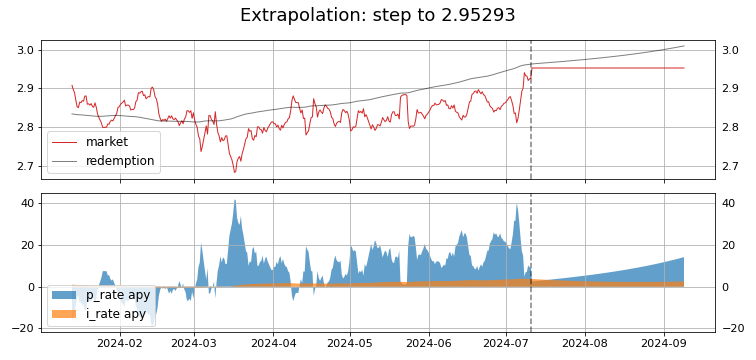 Extrapolation: step to 2.95293
3.0 3.0
2.9 2.9
2.8 2.8
2.7 2.7
market
redemption
40 40
20 20
0 0
−20 −20
p_rate apy
i_rate apy
2024-02 2024-03 2024-04 2024-05 2024-06 2024-07 2024-08 2024-09